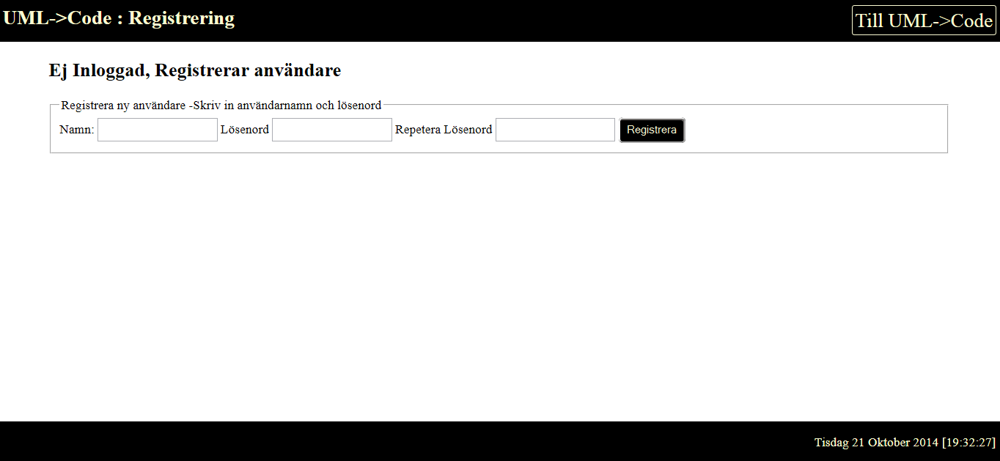 UML->Code : Registrering
Till UML->Code
Ej Inloggad, Registrerar användare
Registrera ny användare -Skriv in användarnamn och lösenord
Namn: Lösenord Repetera Lösenord Registrera
Tisdag 21 Oktober 2014 [19:32:27]